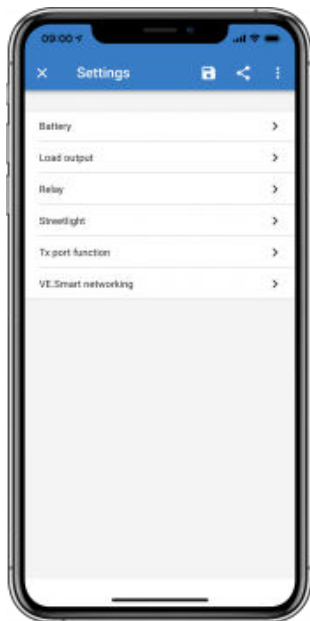 09:00
Settings
Battery
Load output
Relay
Streetlight
Tx port function
VE.Smart networking